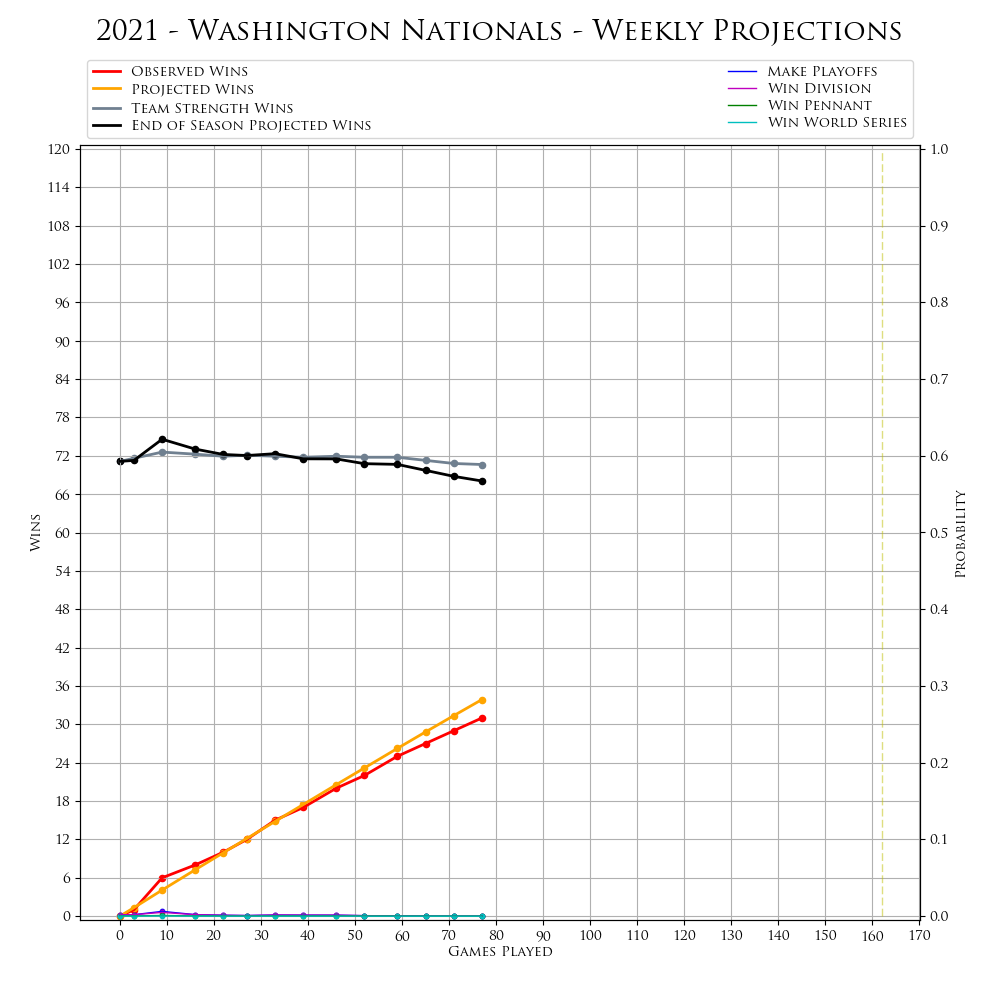 2021 - Washington Nationals - Weekly Projections
Observed Wins
Projected Wins
Team Strength Wins
End of Season Projected Wins
Make Playoffs
Win Division
Win Pennant
Win World Series
120
114
108
102
96
90
84
78
72
66
60
54
48
42
36
30
24
18
12
6
0
Wins
1.0
0.9
0.8
0.7
0.6
0.5
0.4
0.3
0.2
0.1
0.0
Probability
0 10 20 30 40 50 60 70 80 90 100 110 120 130 140 150 160 170
Games Played